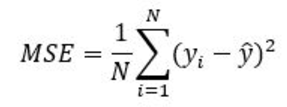 MSE = \frac{1}{N} \sum_{i=1}^{N} (y_i - \hat{y})^2